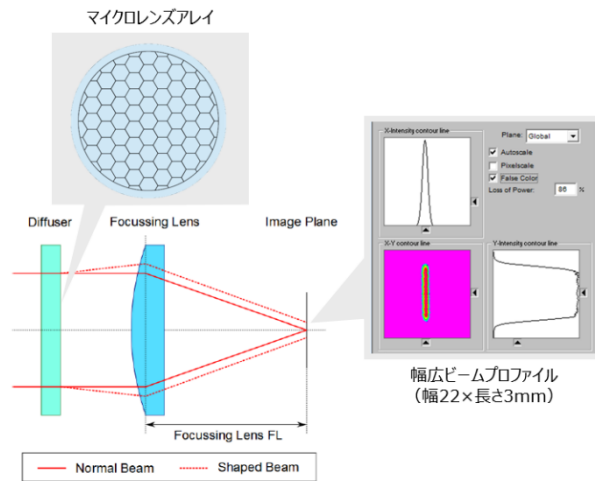 マイクロレンズアレイ
Diffuser
Focussing Lens
Image Plane
Focussing Lens FL
Normal Beam
Shaped Beam
X-Intensity contour line
Plane: Global
Autoscale
Pixelscale
False Color
Loss of Power: 86 %
X-Y contour line
Y-Intensity contour line
幅広ビームプロファイル
（幅22×長さ3mm）